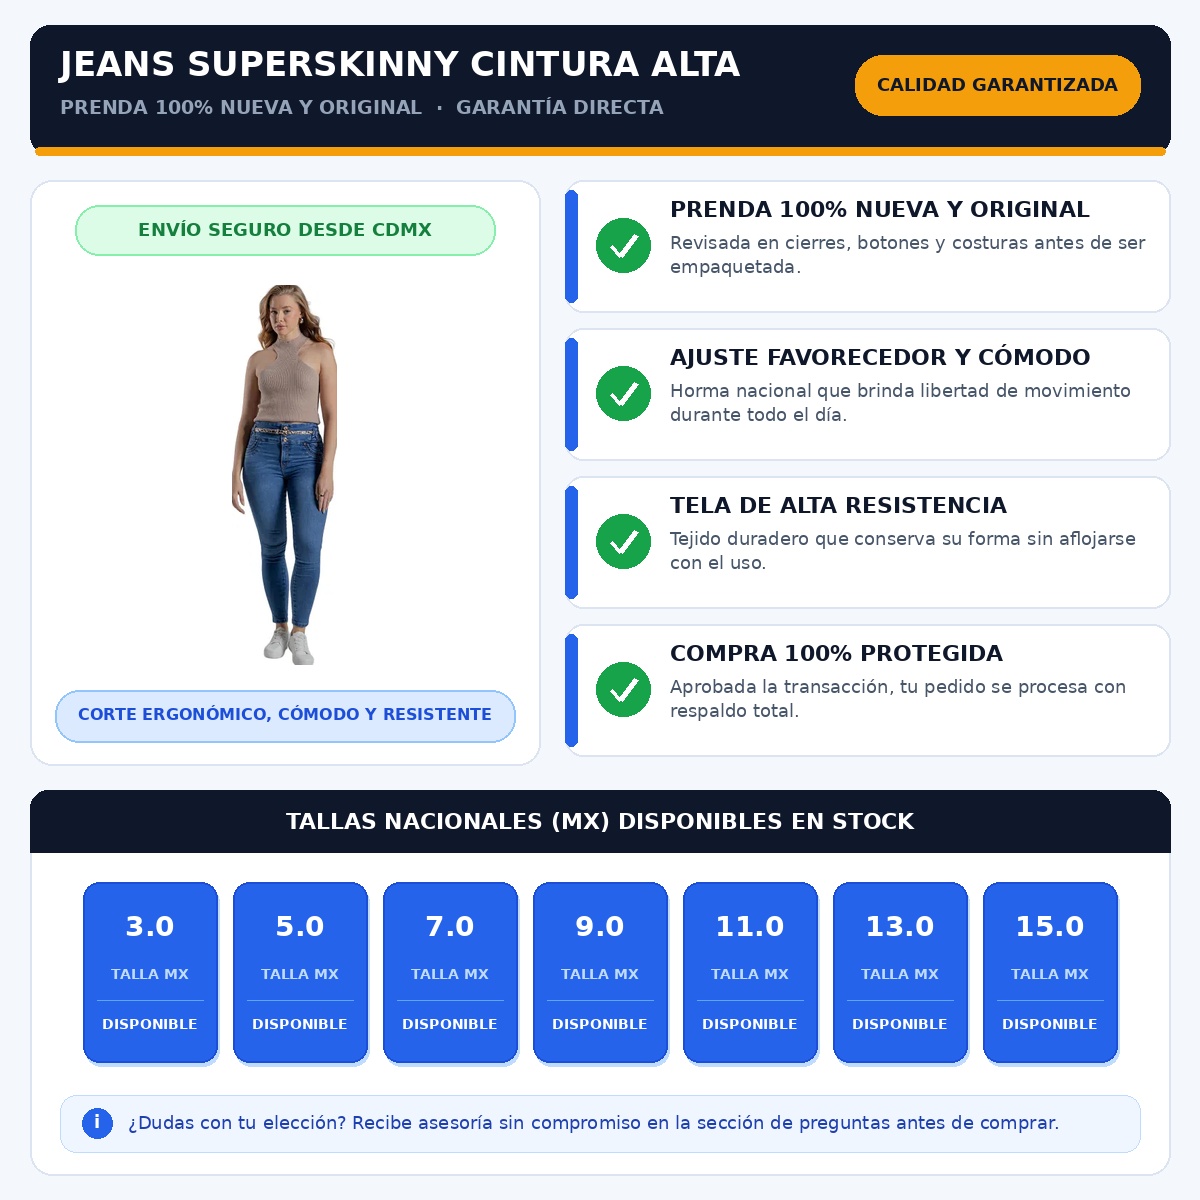 JEANS SUPERSKINNY CINTURA ALTA
PRENDA 100% NUEVA Y ORIGINAL · GARANTÍA DIRECTA
CALIDAD GARANTIZADA
ENVÍO SEGURO DESDE CDMX
CORTE ERGONÓMICO, CÓMODO Y RESISTENTE
PRENDA 100% NUEVA Y ORIGINAL
Revisada en cierres, botones y costuras antes de ser
empaquetada.
AJUSTE FAVORECEDOR Y CÓMODO
Horma nacional que brinda libertad de movimiento
durante todo el día.
TELA DE ALTA RESISTENCIA
Tejido duradero que conserva su forma sin aflojarse
con el uso.
COMPRA 100% PROTEGIDA
Aprobada la transacción, tu pedido se procesa con
respaldo total.
TALLAS NACIONALES (MX) DISPONIBLES EN STOCK
3.0
TALLA MX
DISPONIBLE
5.0
TALLA MX
DISPONIBLE
7.0
TALLA MX
DISPONIBLE
9.0
TALLA MX
DISPONIBLE
11.0
TALLA MX
DISPONIBLE
13.0
TALLA MX
DISPONIBLE
15.0
TALLA MX
DISPONIBLE
i
¿Dudas con tu elección? Recibe asesoría sin compromiso en la sección de preguntas antes de comprar.